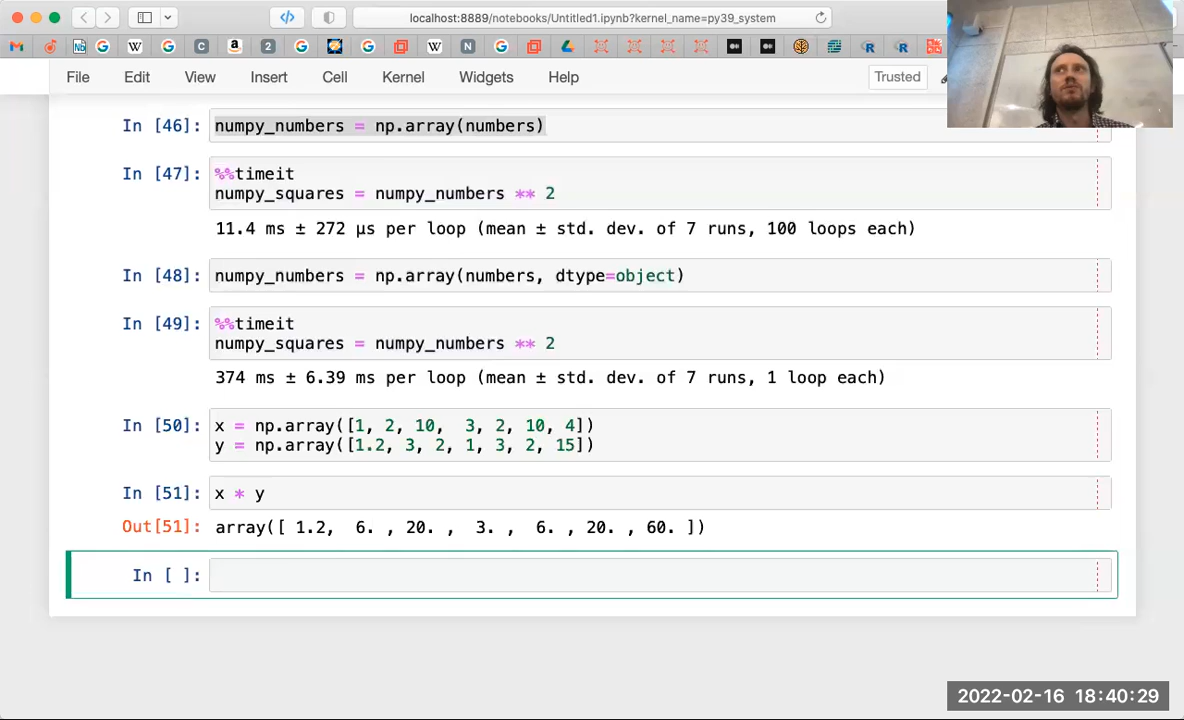 localhost:8889/notebooks/Untitled1.ipynb?kernel_name=py39_system
File Edit View Insert Cell Kernel Widgets Help Trusted
In [46]: numpy_numbers = np.array(numbers)
In [47]: %%timeit
numpy_squares = numpy_numbers ** 2
11.4 ms ± 272 µs per loop (mean ± std. dev. of 7 runs, 100 loops each)
In [48]: numpy_numbers = np.array(numbers, dtype=object)
In [49]: %%timeit
numpy_squares = numpy_numbers ** 2
374 ms ± 6.39 ms per loop (mean ± std. dev. of 7 runs, 1 loop each)
In [50]: x = np.array([1, 2, 10,  3, 2, 10, 4])
y = np.array([1.2, 3, 2, 1, 3, 2, 15])
In [51]: x * y
Out[51]: array([ 1.2,  6. , 20. ,  3. ,  6. , 20. , 60. ])
In [ ]:
2022-02-16 18:40:29